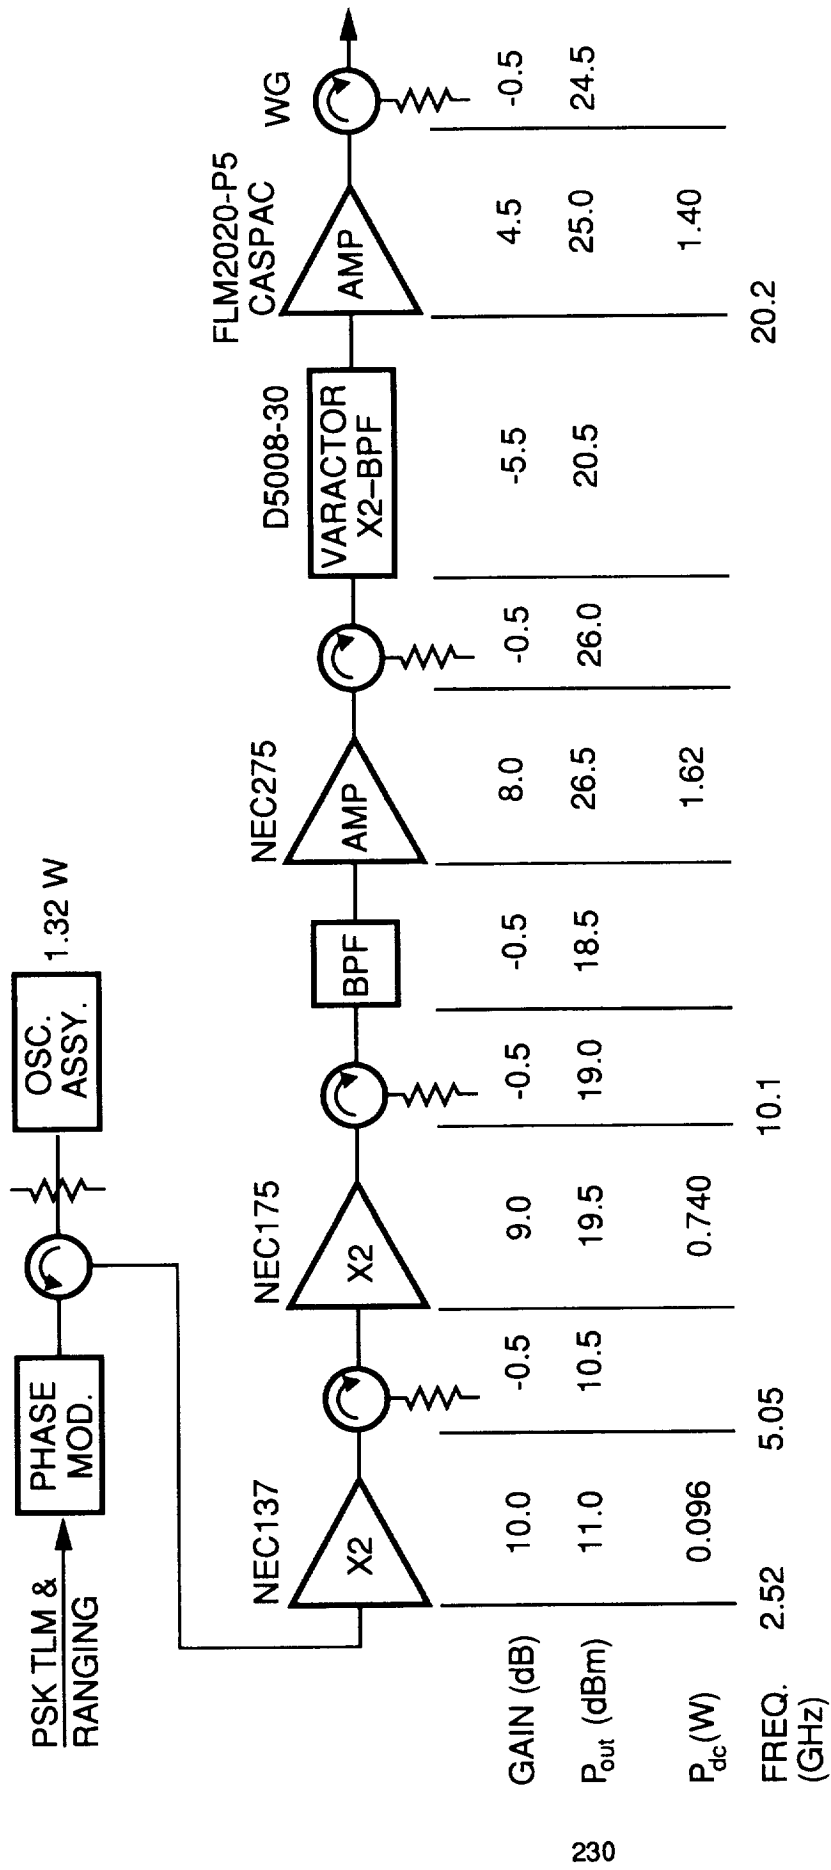 PSK TLM &
RANGING
PHASE
MOD.
OSC.
ASSY.
1.32 W
NEC137
X2
NEC175
X2
BPF
NEC275
AMP
D5008-30
VARACTOR
X2–BPF
FLM2020-P5
CASPAC
AMP
WG
GAIN (dB) 10.0 -0.5 9.0 -0.5 -0.5 8.0 -0.5 -5.5 4.5 -0.5
Pout (dBm) 11.0 10.5 19.5 19.0 18.5 26.5 26.0 20.5 25.0 24.5
Pdc (W) 0.096 0.740 1.62 1.40
FREQ. 2.52 5.05 10.1 20.2
(GHz)
230